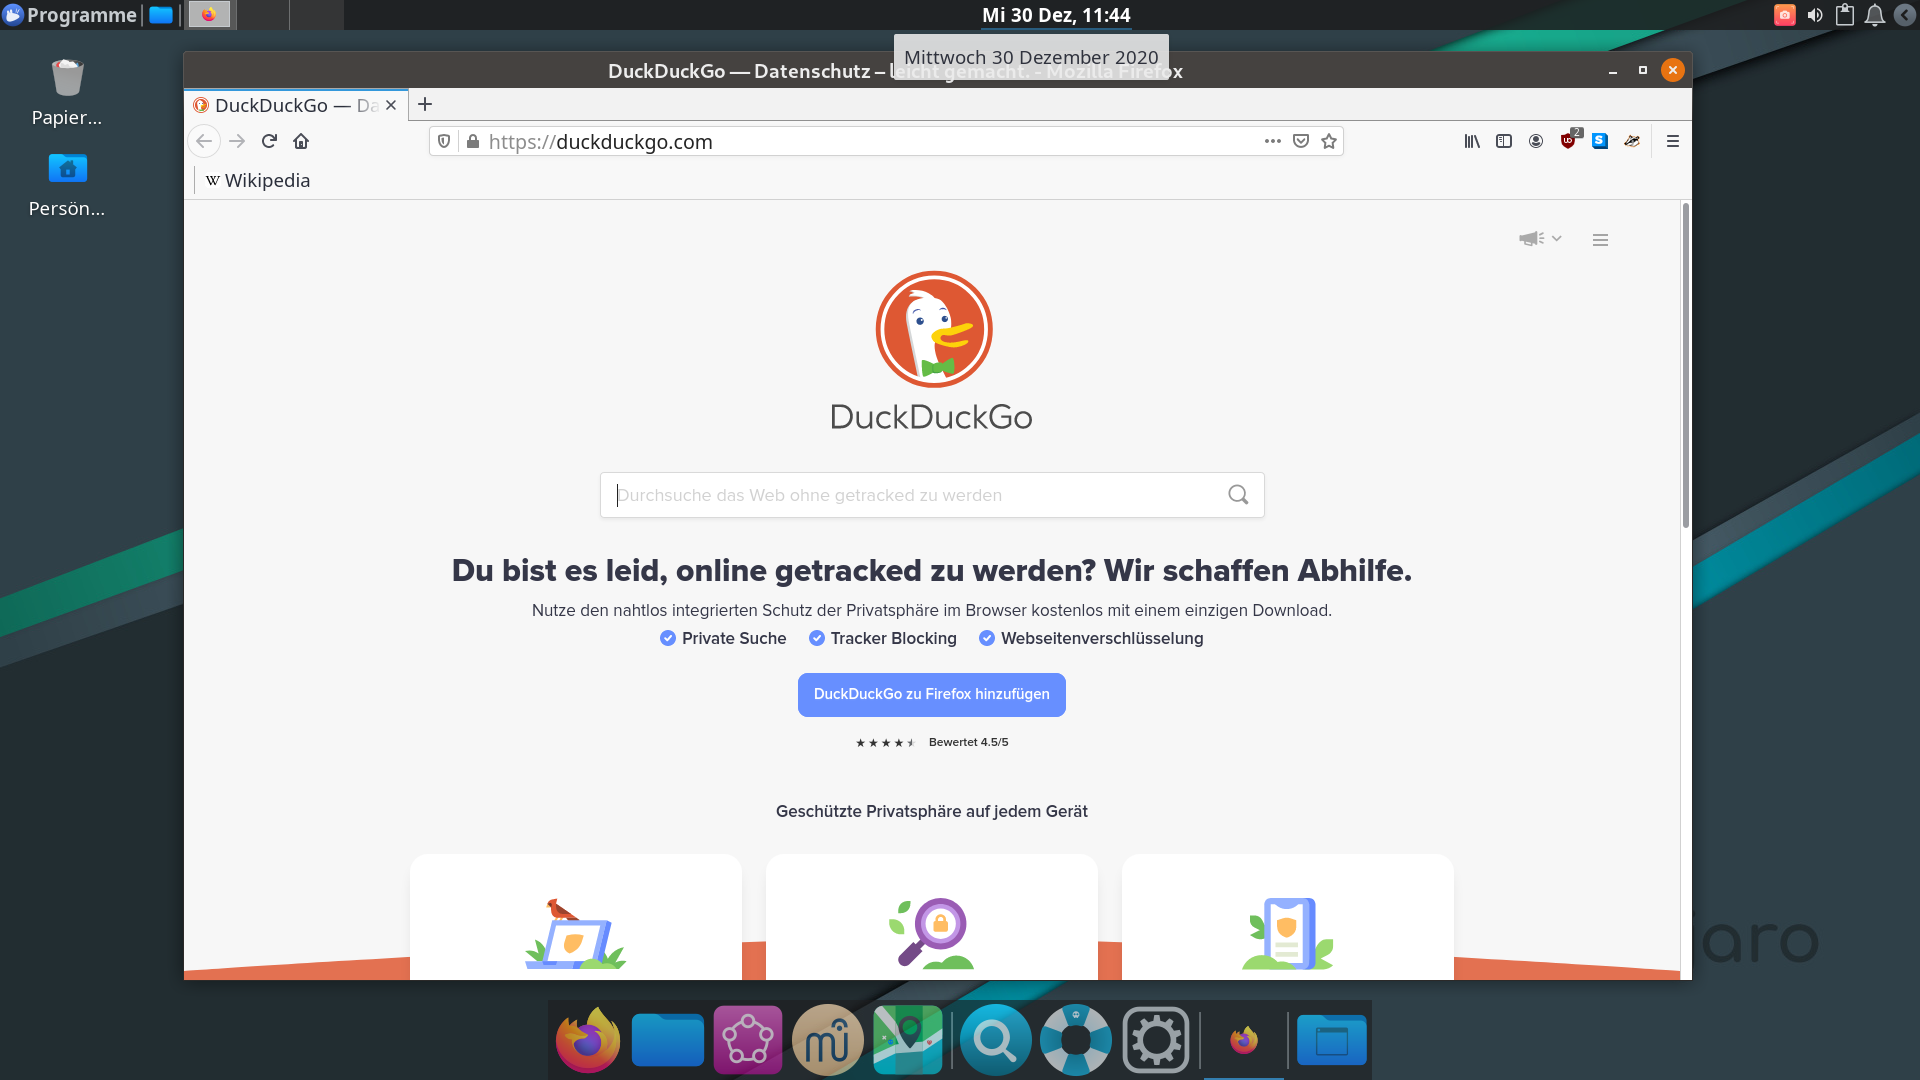 Programme
Mi 30 Dez, 11:44
Mittwoch 30 Dezember 2020
Papier...
Persön...
DuckDuckGo — Datenschutz – leicht gemacht. - Mozilla Firefox
DuckDuckGo — Da
https://duckduckgo.com
2
Wikipedia
DuckDuckGo
Durchsuche das Web ohne getracked zu werden
Du bist es leid, online getracked zu werden? Wir schaffen Abhilfe.
Nutze den nahtlos integrierten Schutz der Privatsphäre im Browser kostenlos mit einem einzigen Download.
Private Suche Tracker Blocking Webseitenverschlüsselung
DuckDuckGo zu Firefox hinzufügen
Bewertet 4.5/5
Geschützte Privatsphäre auf jedem Gerät
aro